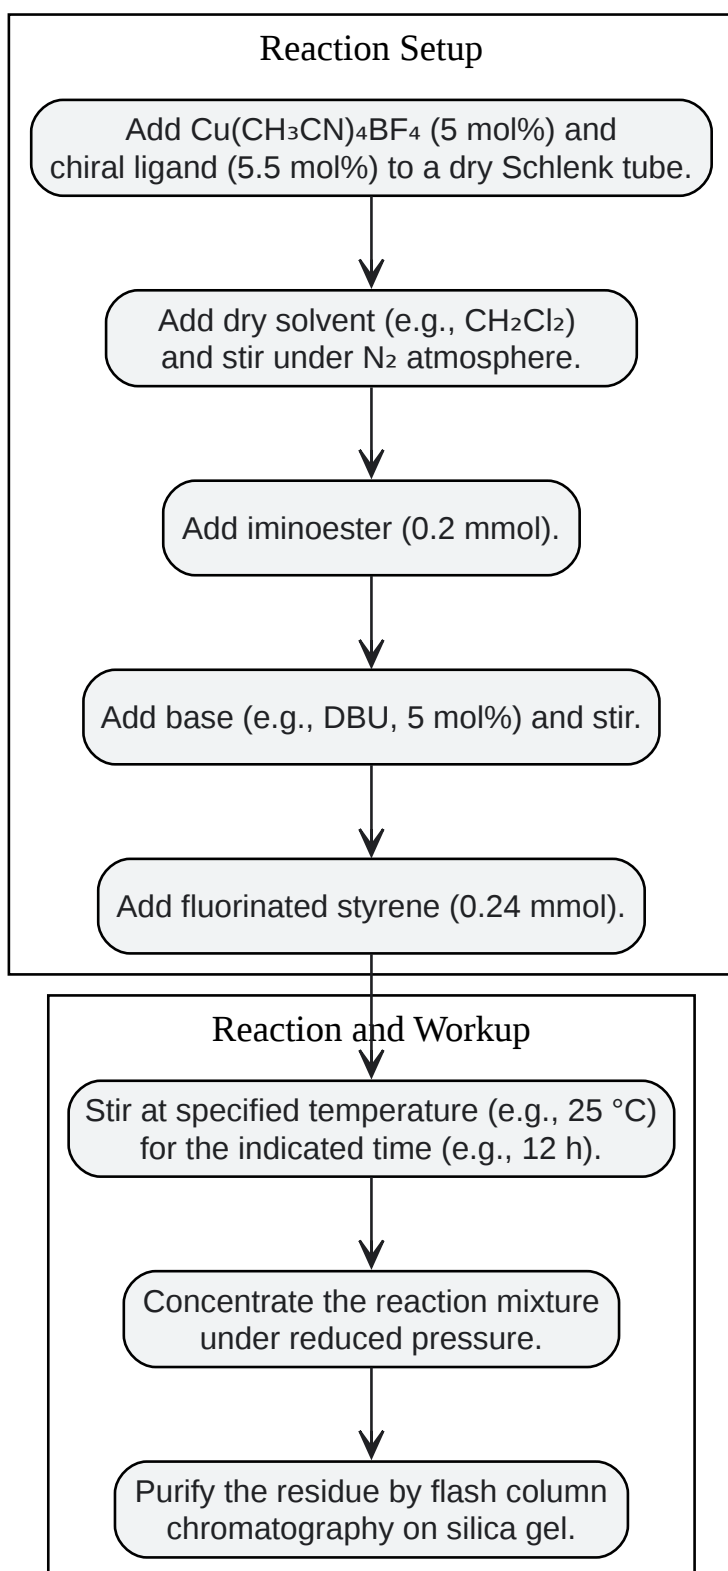 Reaction Setup
Add Cu(CH₃CN)₄BF₄ (5 mol%) and
chiral ligand (5.5 mol%) to a dry Schlenk tube.
Add dry solvent (e.g., CH₂Cl₂)
and stir under N₂ atmosphere.
Add iminoester (0.2 mmol).
Add base (e.g., DBU, 5 mol%) and stir.
Add fluorinated styrene (0.24 mmol).
Reaction and Workup
Stir at specified temperature (e.g., 25 °C)
for the indicated time (e.g., 12 h).
Concentrate the reaction mixture
under reduced pressure.
Purify the residue by flash column
chromatography on silica gel.